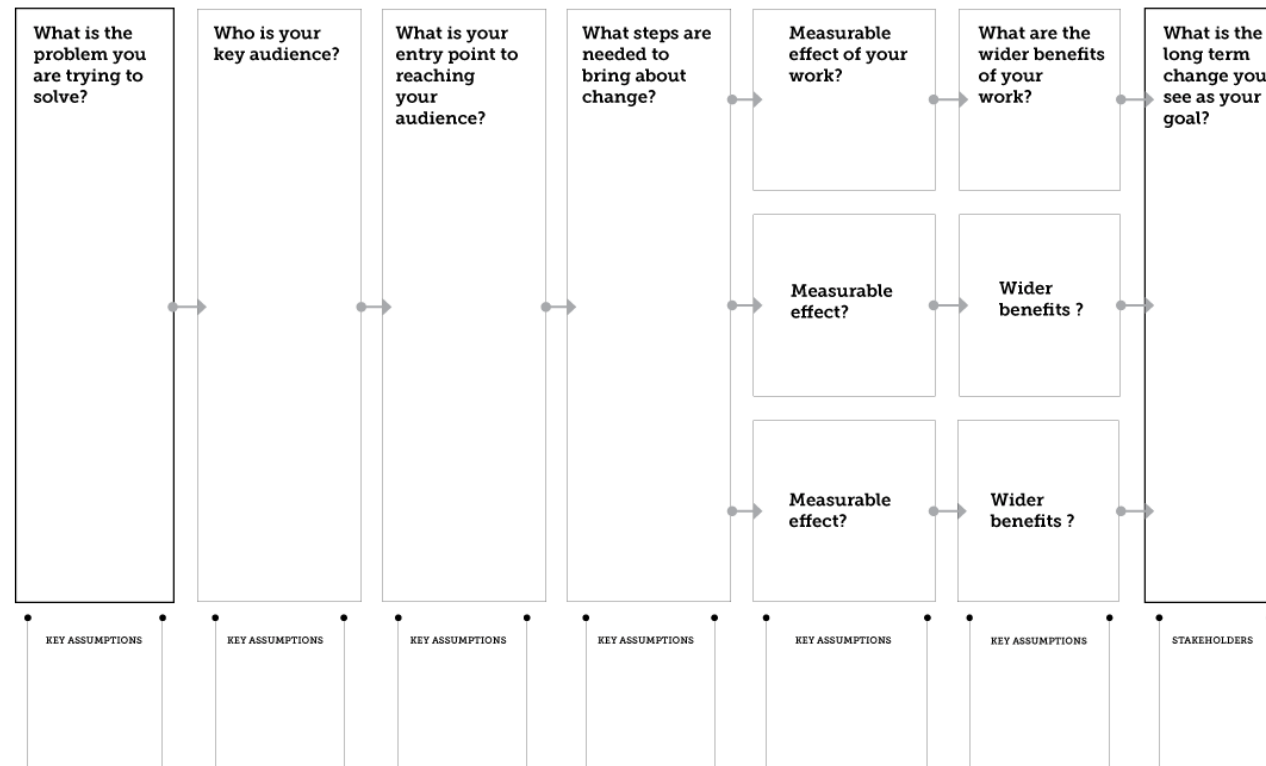 What is the
problem you
are trying to
solve?
Who is your
key audience?
What is your
entry point to
reaching
your
audience?
What steps are
needed to
bring about
change?
Measurable
effect of your
work?
What are the
wider benefits
of your
work?
What is the
long term
change you
see as your
goal?
Measurable
effect?
Wider
benefits ?
Measurable
effect?
Wider
benefits ?
KEY ASSUMPTIONS
KEY ASSUMPTIONS
KEY ASSUMPTIONS
KEY ASSUMPTIONS
KEY ASSUMPTIONS
KEY ASSUMPTIONS
STAKEHOLDERS